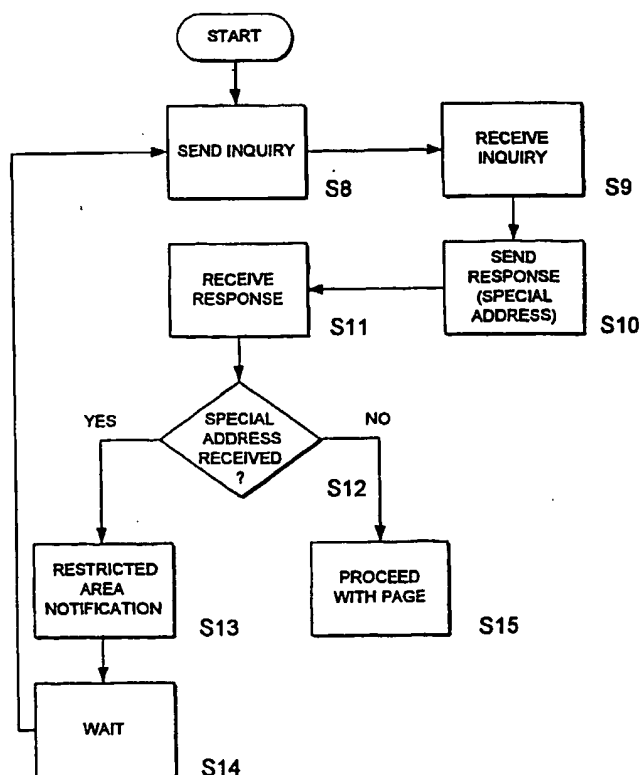 START
SEND INQUIRY
S8
RECEIVE
INQUIRY
S9
SEND
RESPONSE
(SPECIAL
ADDRESS)
S10
RECEIVE
RESPONSE
S11
SPECIAL
ADDRESS
RECEIVED
?
YES
NO
S12
RESTRICTED
AREA
NOTIFICATION
S13
PROCEED
WITH PAGE
S15
WAIT
S14